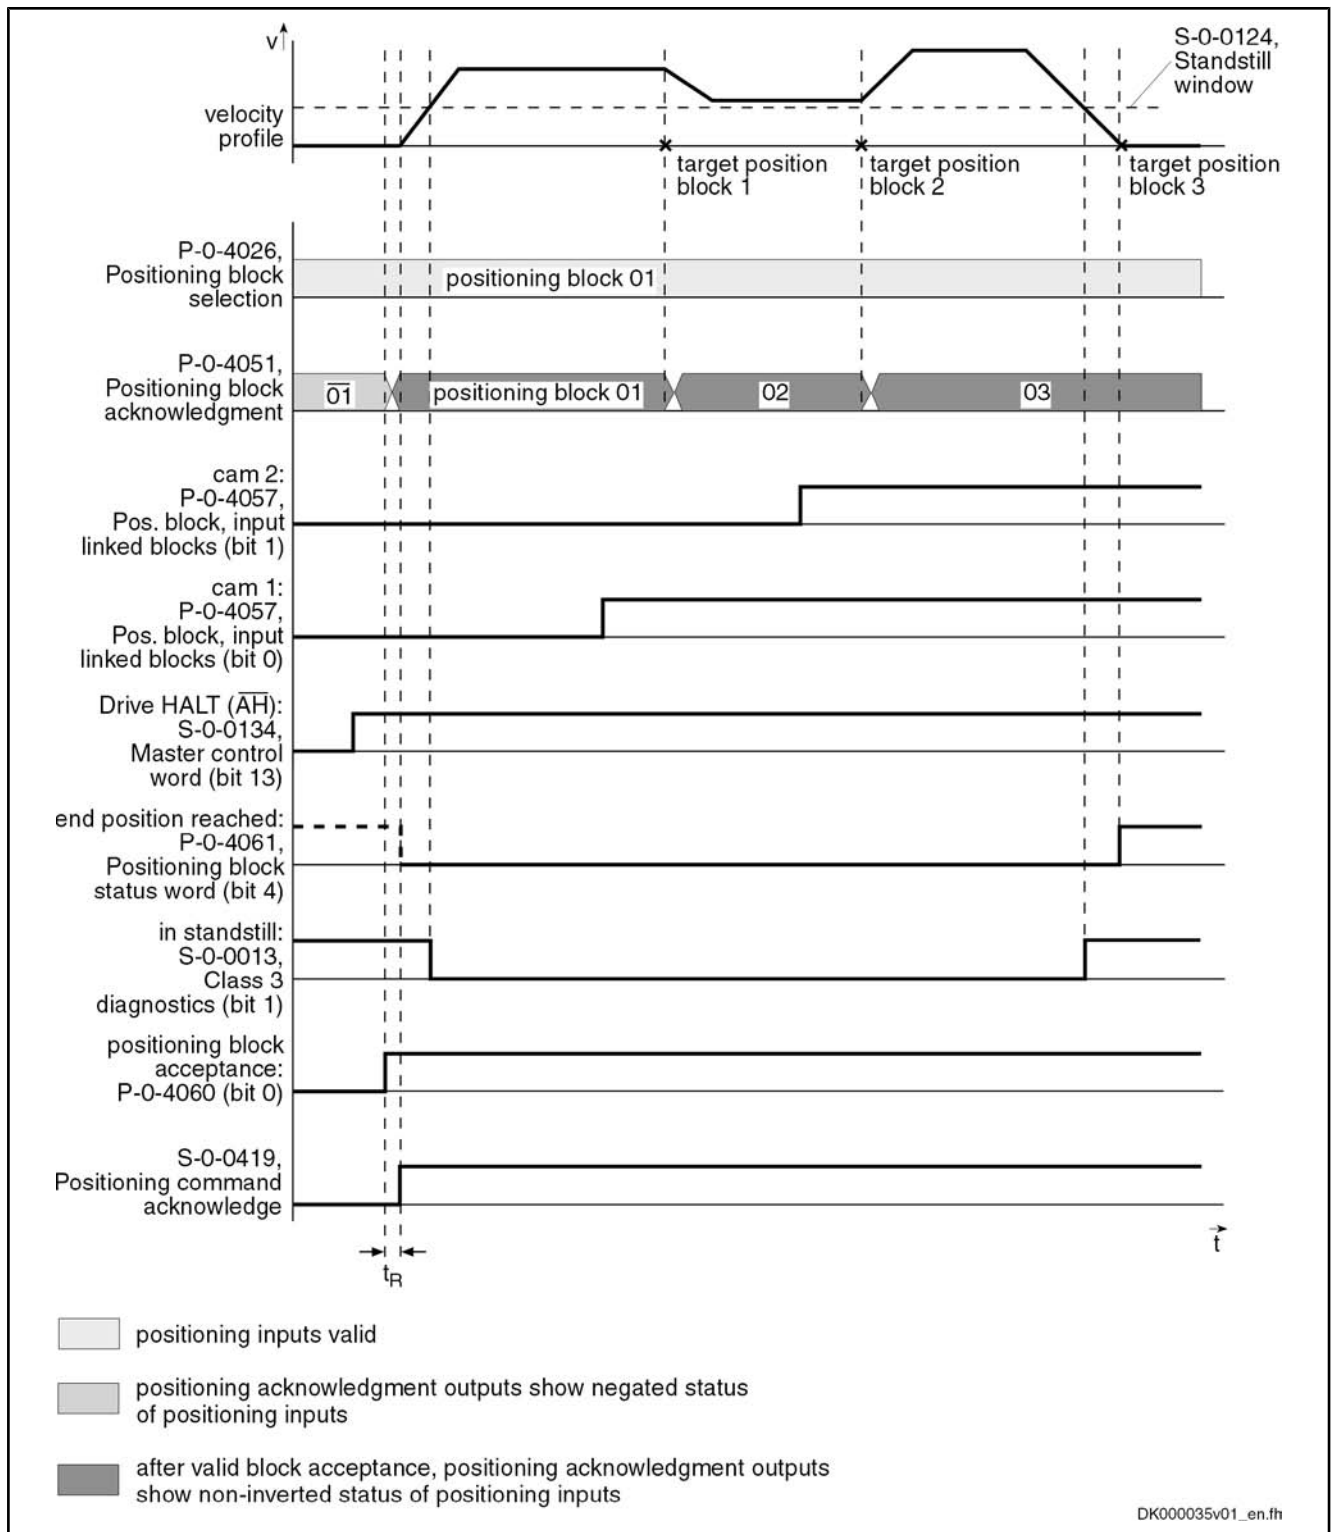 v
S-0-0124,
Standstill
window
velocity
profile
target position
block 1
target position
block 2
target position
block 3
P-0-4026,
Positioning block
selection
positioning block 01
P-0-4051,
Positioning block
acknowledgment
0̅1̅
positioning block 01
02
03
cam 2:
P-0-4057,
Pos. block, input
linked blocks (bit 1)
cam 1:
P-0-4057,
Pos. block, input
linked blocks (bit 0)
Drive HALT (A̅H̅):
S-0-0134,
Master control
word (bit 13)
end position reached:
P-0-4061,
Positioning block
status word (bit 4)
in standstill:
S-0-0013,
Class 3
diagnostics (bit 1)
positioning block
acceptance:
P-0-4060 (bit 0)
S-0-0419,
Positioning command
acknowledge
t
tR
positioning inputs valid
positioning acknowledgment outputs show negated status
of positioning inputs
after valid block acceptance, positioning acknowledgment outputs
show non-inverted status of positioning inputs
DK000035v01_en.fh